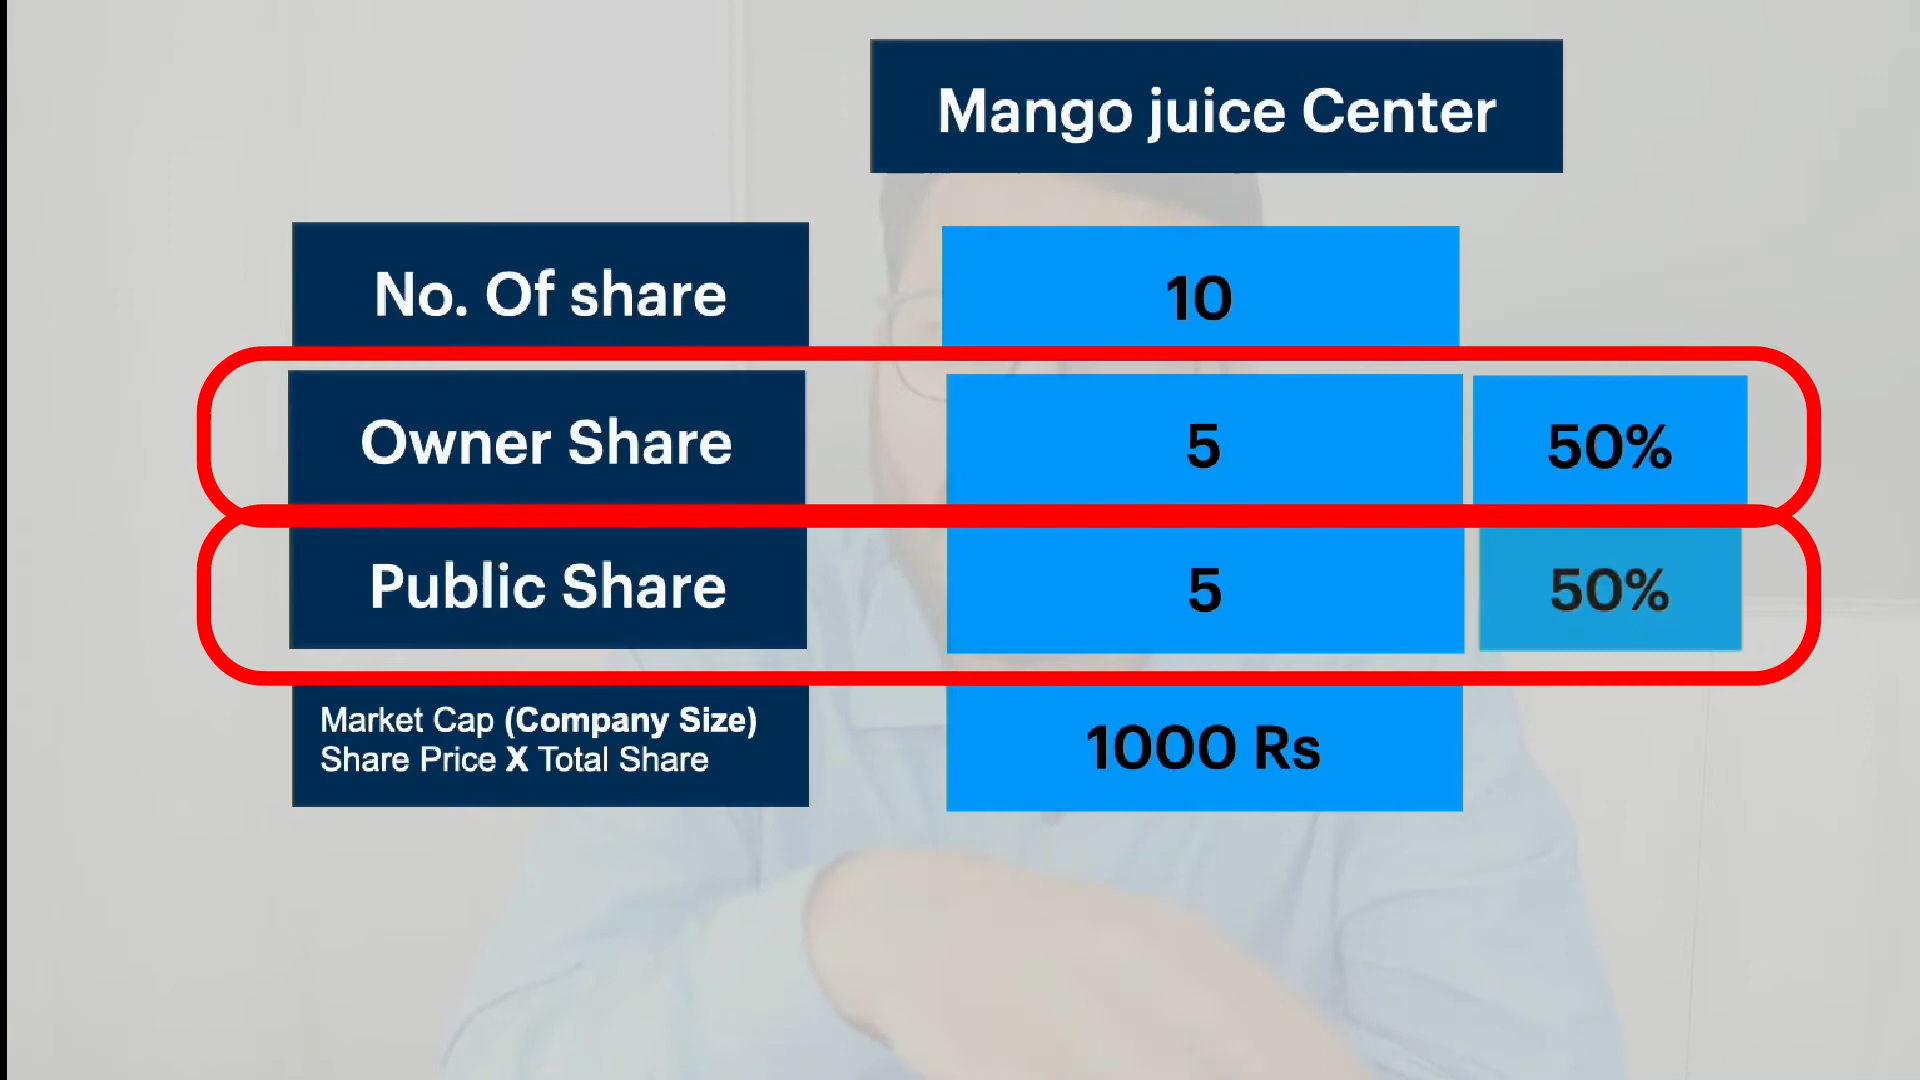 Mango juice Center
No. Of share
10
Owner Share
5
50%
Public Share
5
50%
Market Cap (Company Size)
Share Price X Total Share
1000 Rs